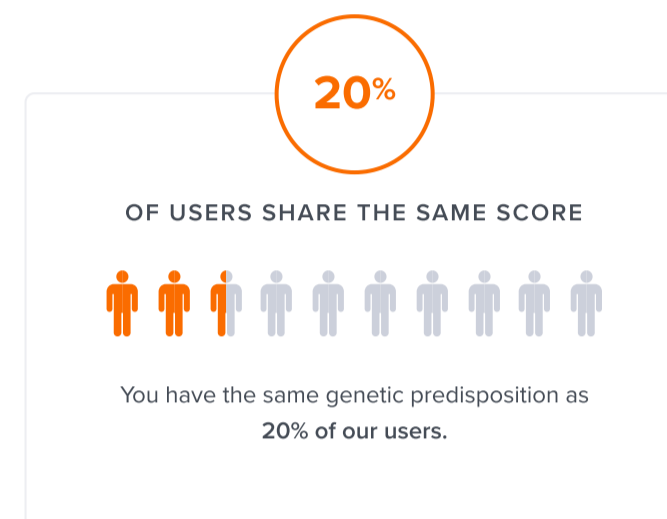 20%
OF USERS SHARE THE SAME SCORE
You have the same genetic predisposition as
20% of our users.